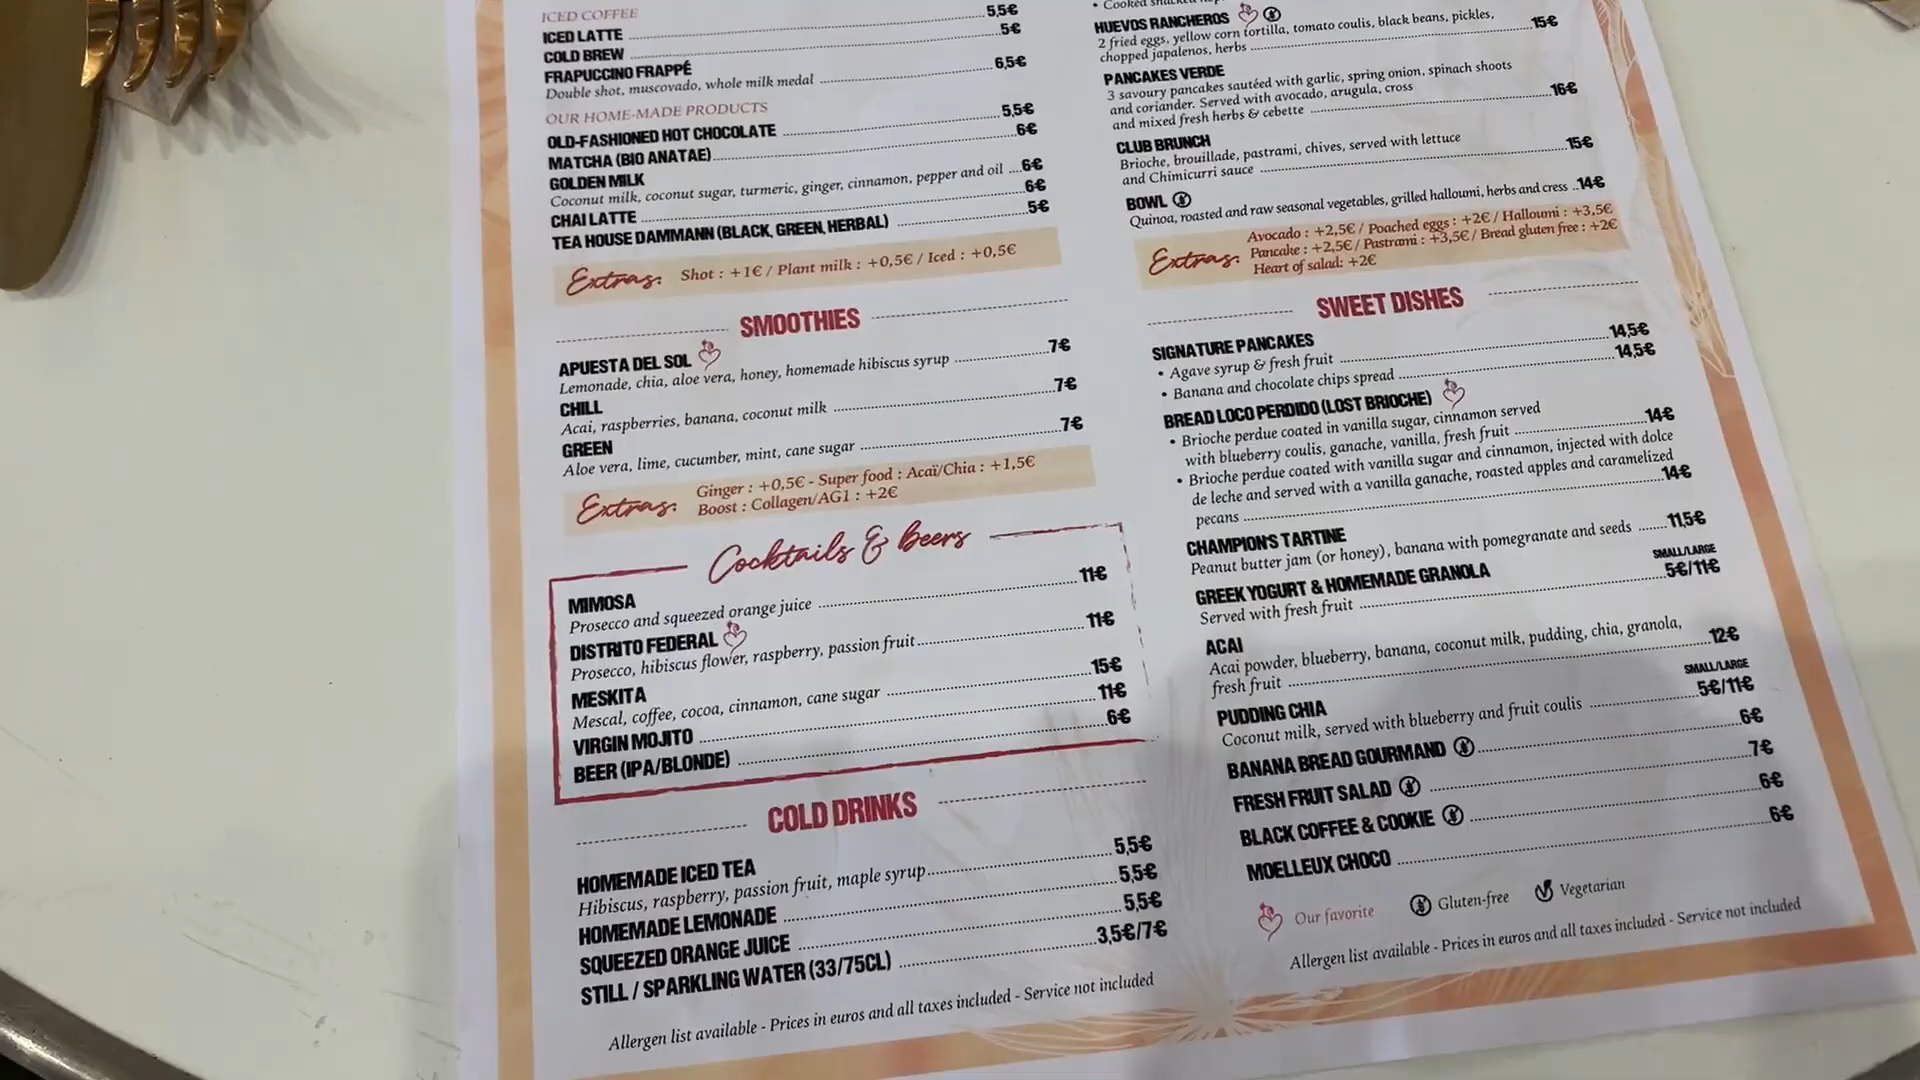 ICED COFFEE
ICED LATTE 5,5€
COLD BREW 5€
FRAPUCCINO FRAPPÉ
Double shot, muscovado, whole milk medal 6,5€
OUR HOME-MADE PRODUCTS
OLD-FASHIONED HOT CHOCOLATE 5,5€
MATCHA (BIO ANATAE) 6€
GOLDEN MILK
Coconut milk, coconut sugar, turmeric, ginger, cinnamon, pepper and oil 6€
CHAI LATTE 6€
TEA HOUSE DAMMANN (BLACK, GREEN, HERBAL) 5€
Extras: Shot : +1€ / Plant milk : +0,5€ / Iced : +0,5€
SMOOTHIES
APUESTA DEL SOL
Lemonade, chia, aloe vera, honey, homemade hibiscus syrup 7€
CHILL
Acai, raspberries, banana, coconut milk 7€
GREEN
Aloe vera, lime, cucumber, mint, cane sugar 7€
Extras: Ginger : +0,5€ - Super food : Acaï/Chia : +1,5€
Boost : Collagen/AG1 : +2€
Cocktails & Beers
MIMOSA
Prosecco and squeezed orange juice 11€
DISTRITO FEDERAL
Prosecco, hibiscus flower, raspberry, passion fruit 11€
MESKITA
Mescal, coffee, cocoa, cinnamon, cane sugar 15€
VIRGIN MOJITO 11€
BEER (IPA/BLONDE) 6€
COLD DRINKS
HOMEMADE ICED TEA
Hibiscus, raspberry, passion fruit, maple syrup 5,5€
HOMEMADE LEMONADE 5,5€
SQUEEZED ORANGE JUICE 5,5€
STILL / SPARKLING WATER (33/75CL) 3,5€/7€
Allergen list available - Prices in euros and all taxes included - Service not included
• Cooked
HUEVOS RANCHEROS
2 fried eggs, yellow corn tortilla, tomato coulis, black beans, pickles,
chopped japalenos, herbs 15€
PANCAKES VERDE
3 savoury pancakes sautéed with garlic, spring onion, spinach shoots
and coriander. Served with avocado, arugula, cross
and mixed fresh herbs & cebette 16€
CLUB BRUNCH
Brioche, brouillade, pastrami, chives, served with lettuce
and Chimicurri sauce 15€
BOWL
Quinoa, roasted and raw seasonal vegetables, grilled halloumi, herbs and cress 14€
Extras: Avocado : +2,5€ / Poached eggs : +2€ / Halloumi : +3,5€
Pancake : +2,5€ / Pastrami : +3,5€ / Bread gluten free : +2€
Heart of salad: +2€
SWEET DISHES
SIGNATURE PANCAKES
• Agave syrup & fresh fruit 14,5€
• Banana and chocolate chips spread 14,5€
BREAD LOCO PERDIDO (LOST BRIOCHE)
• Brioche perdue coated in vanilla sugar, cinnamon served
with blueberry coulis, ganache, vanilla, fresh fruit 14€
• Brioche perdue coated with vanilla sugar and cinnamon, injected with dolce
de leche and served with a vanilla ganache, roasted apples and caramelized
pecans 14€
CHAMPION'S TARTINE
Peanut butter jam (or honey), banana with pomegranate and seeds 11,5€
SMALL/LARGE
GREEK YOGURT & HOMEMADE GRANOLA
Served with fresh fruit 5€/11€
ACAI
Acai powder, blueberry, banana, coconut milk, pudding, chia, granola,
fresh fruit 12€
SMALL/LARGE
PUDDING CHIA
Coconut milk, served with blueberry and fruit coulis 5€/11€
BANANA BREAD GOURMAND 6€
FRESH FRUIT SALAD 7€
BLACK COFFEE & COOKIE 6€
MOELLEUX CHOCO 6€
Our favorite Gluten-free Vegetarian
Allergen list available - Prices in euros and all taxes included - Service not included